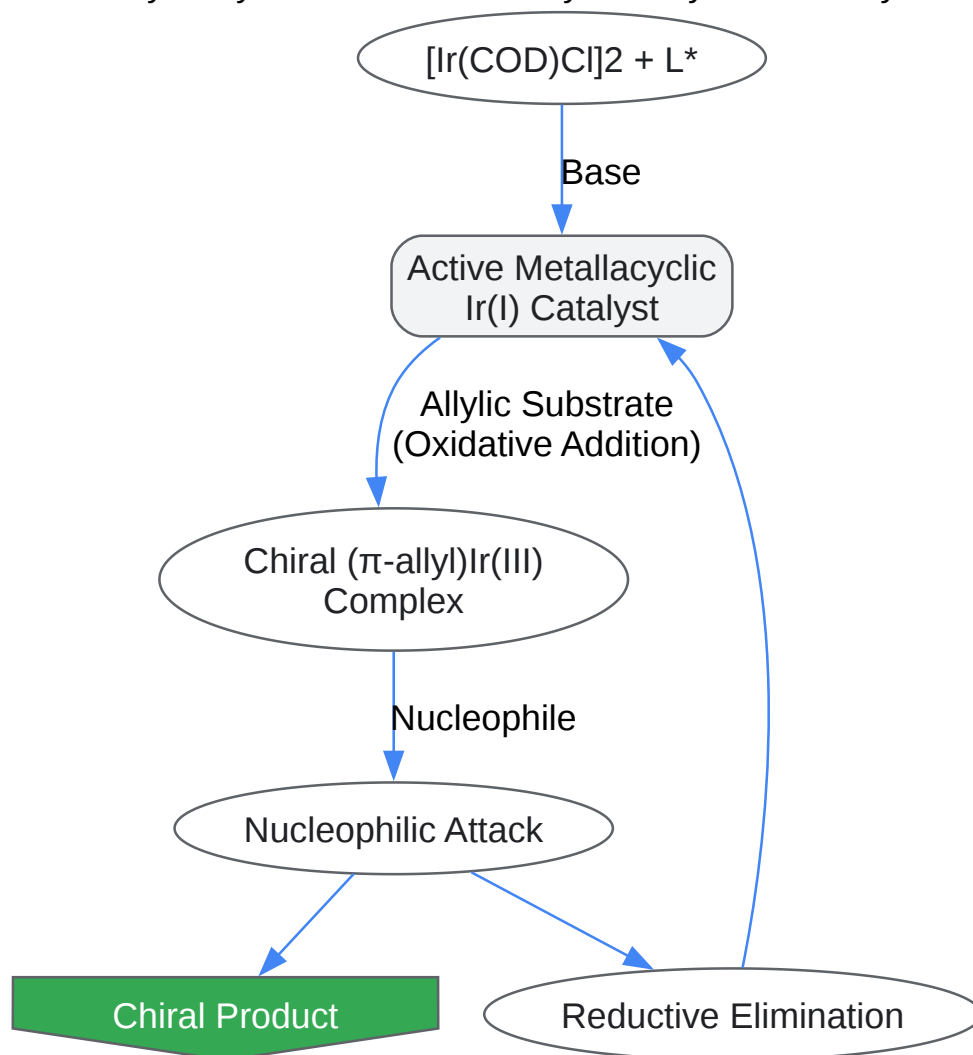 [Ir(COD)Cl]2 + L*
Base
Active Metallacyclic
Ir(I) Catalyst
Allylic Substrate
(Oxidative Addition)
Chiral (π-allyl)Ir(III)
Complex
Nucleophile
Nucleophilic Attack
Chiral Product
Reductive Elimination